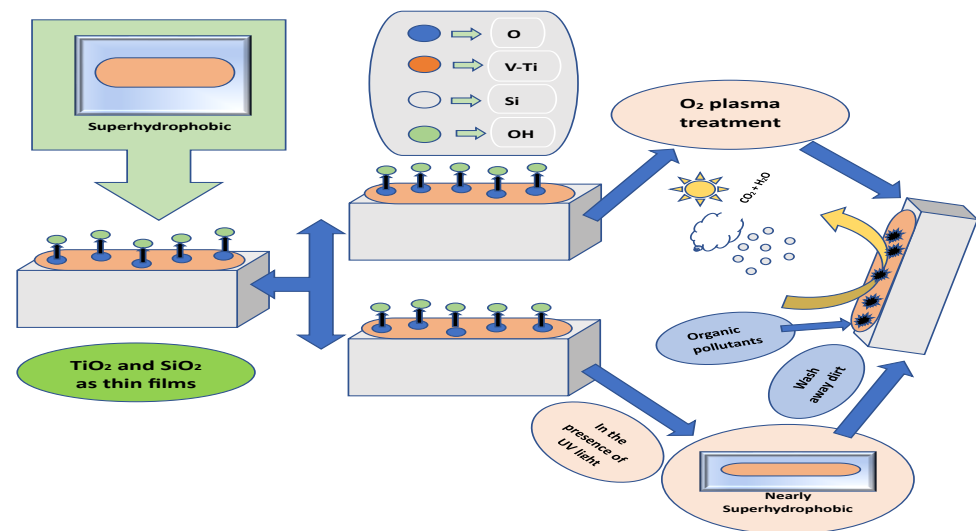 Superhydrophobic
O
V-Ti
Si
OH
O₂ plasma
treatment
CO₂ + H₂O
TiO₂ and SiO₂
as thin films
Organic
pollutants
Wash
away dirt
In the
presence of
UV light
Nearly
Superhydrophobic